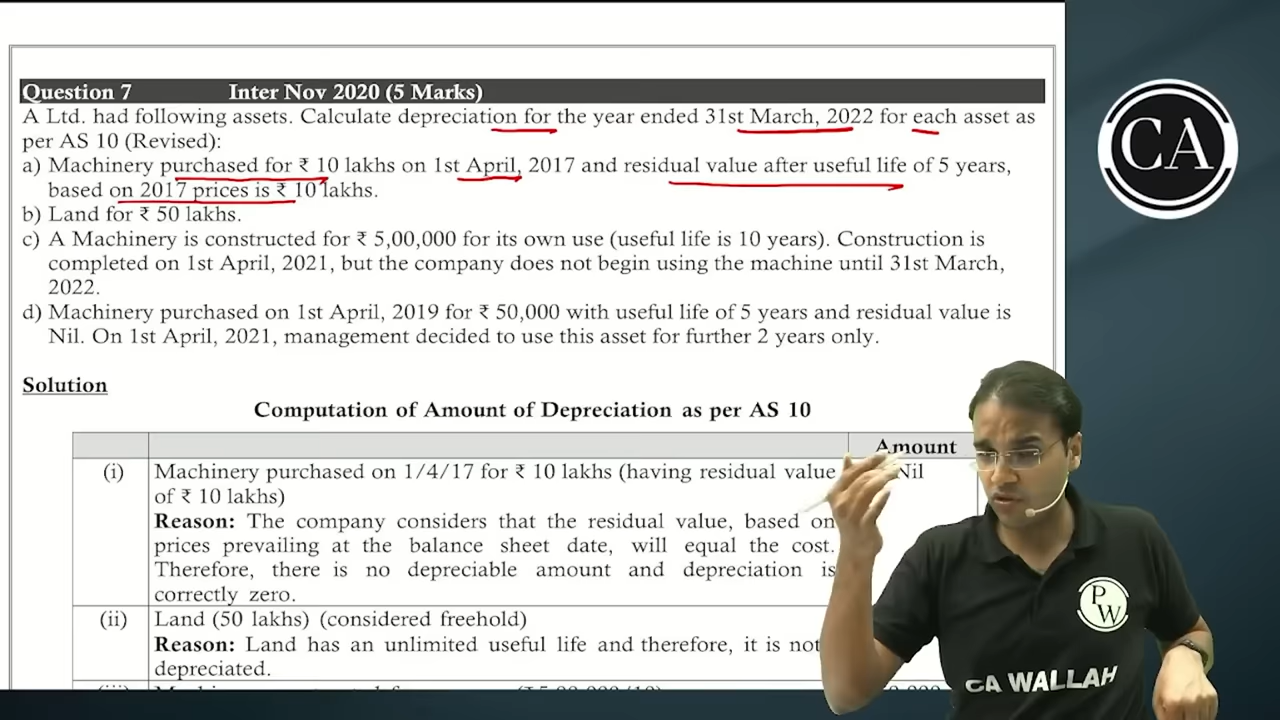 Question 7 Inter Nov 2020 (5 Marks)
A Ltd. had following assets. Calculate depreciation for the year ended 31st March, 2022 for each asset as
per AS 10 (Revised):
a) Machinery purchased for ₹ 10 lakhs on 1st April, 2017 and residual value after useful life of 5 years,
based on 2017 prices is ₹ 10 lakhs.
b) Land for ₹ 50 lakhs.
c) A Machinery is constructed for ₹ 5,00,000 for its own use (useful life is 10 years). Construction is
completed on 1st April, 2021, but the company does not begin using the machine until 31st March,
2022.
d) Machinery purchased on 1st April, 2019 for ₹ 50,000 with useful life of 5 years and residual value is
Nil. On 1st April, 2021, management decided to use this asset for further 2 years only.
Solution
Computation of Amount of Depreciation as per AS 10
Amount
(i) Machinery purchased on 1/4/17 for ₹ 10 lakhs (having residual value Nil
of ₹ 10 lakhs)
Reason: The company considers that the residual value, based on
prices prevailing at the balance sheet date, will equal the cost.
Therefore, there is no depreciable amount and depreciation is
correctly zero.
(ii) Land (50 lakhs) (considered freehold)
Reason: Land has an unlimited useful life and therefore, it is not
depreciated.
CA
PW
CA WALLAH